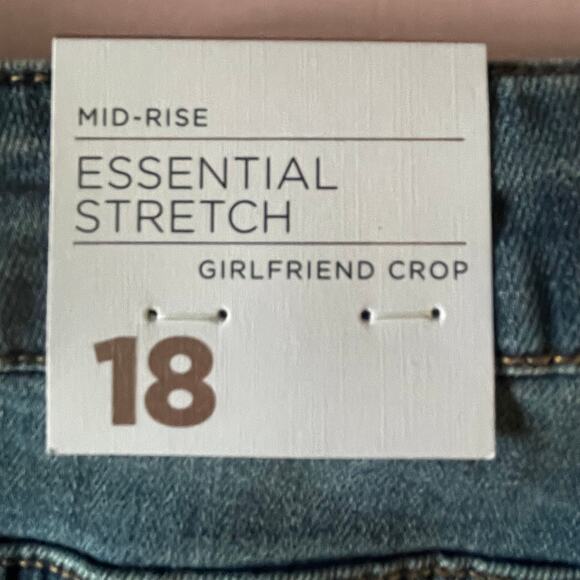 MID-RISE
ESSENTIAL
STRETCH
GIRLFRIEND CROP
18